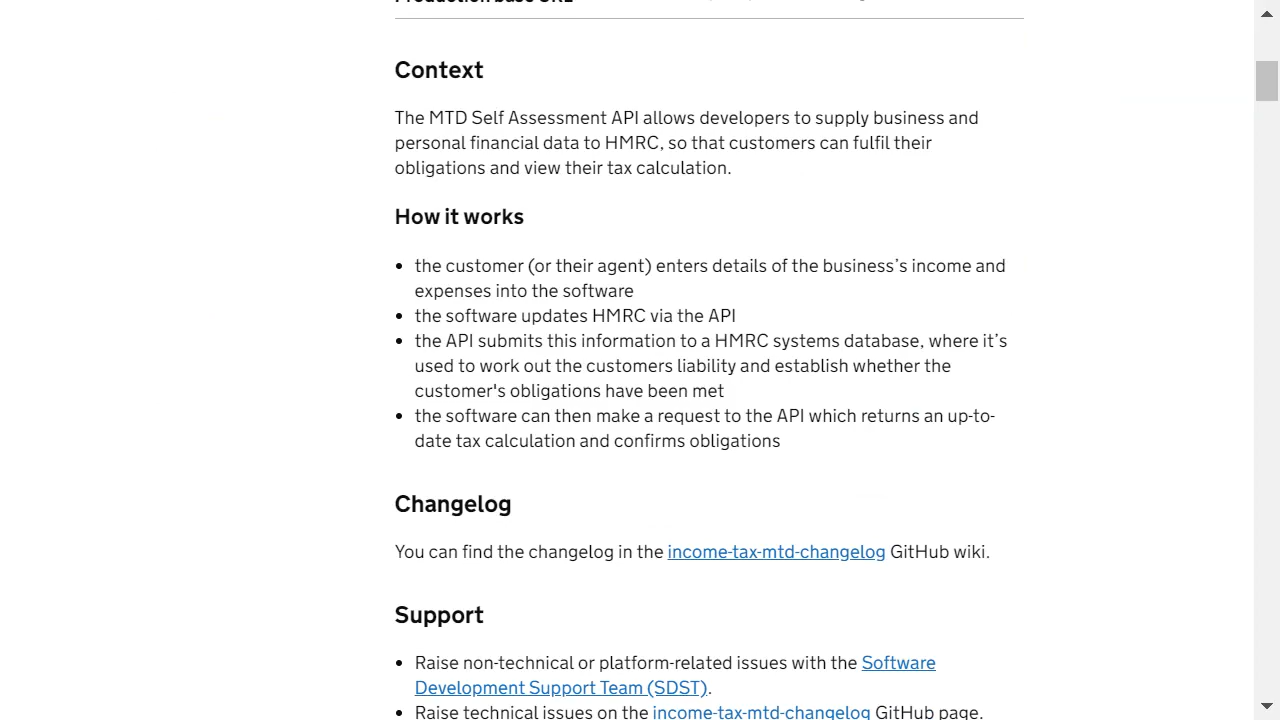 Context
The MTD Self Assessment API allows developers to supply business and
personal financial data to HMRC, so that customers can fulfil their
obligations and view their tax calculation.
How it works
• the customer (or their agent) enters details of the business’s income and
expenses into the software
• the software updates HMRC via the API
• the API submits this information to a HMRC systems database, where it’s
used to work out the customers liability and establish whether the
customer's obligations have been met
• the software can then make a request to the API which returns an up-to-
date tax calculation and confirms obligations
Changelog
You can find the changelog in the income-tax-mtd-changelog GitHub wiki.
Support
• Raise non-technical or platform-related issues with the Software
Development Support Team (SDST).
• Raise technical issues on the income-tax-mtd-changelog GitHub page.